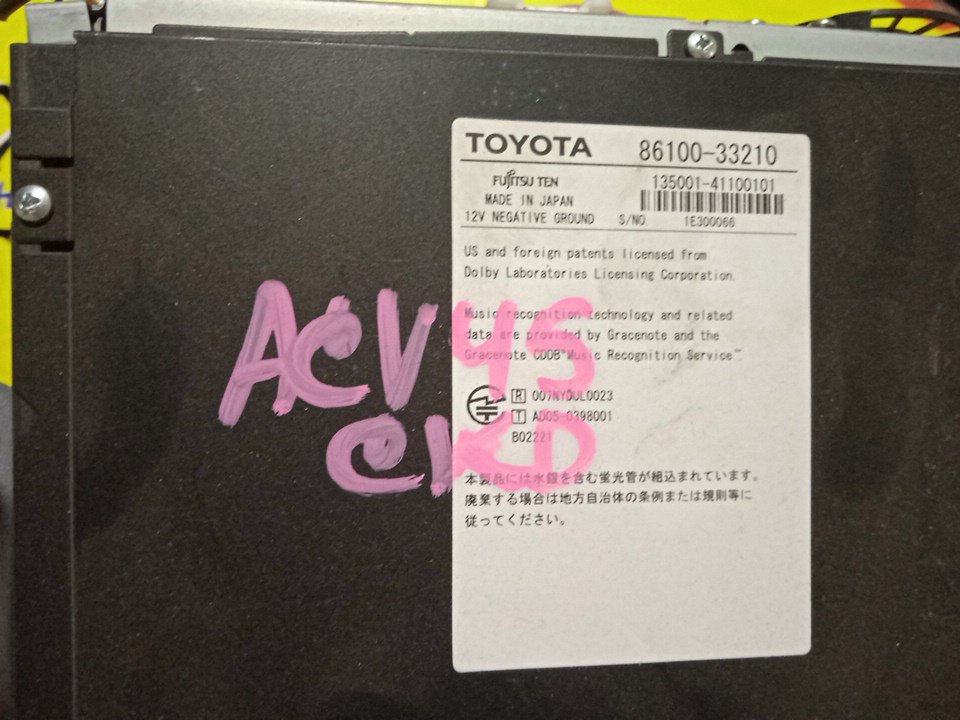 TOYOTA 86100-33210
FUJITSU TEN 135001-41100101
MADE IN JAPAN
12V NEGATIVE GROUND S/NO. 1E300066
US and foreign patents licensed from
Dolby Laboratories Licensing Corporation.
Music recognition technology and related
data are provided by Gracenote and the
Gracenote CDDB® Music Recognition Service℠.
ACV45
R 007NYDUL0023
T AD05-0398001
B02221
本製品には水銀を含む蛍光管が組込まれています。
廃棄する場合は地方自治体の条例または規則等に
従ってください。